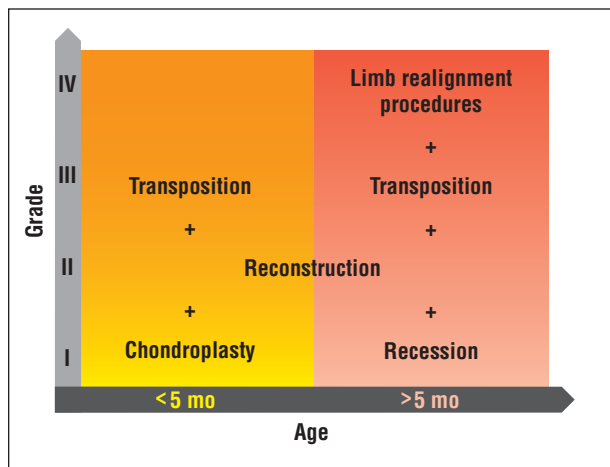 IV
Limb realignment
procedures
+
III
Transposition
Transposition
+
+
II
Reconstruction
+
+
I
Chondroplasty
Recession
Grade
<5 mo
>5 mo
Age